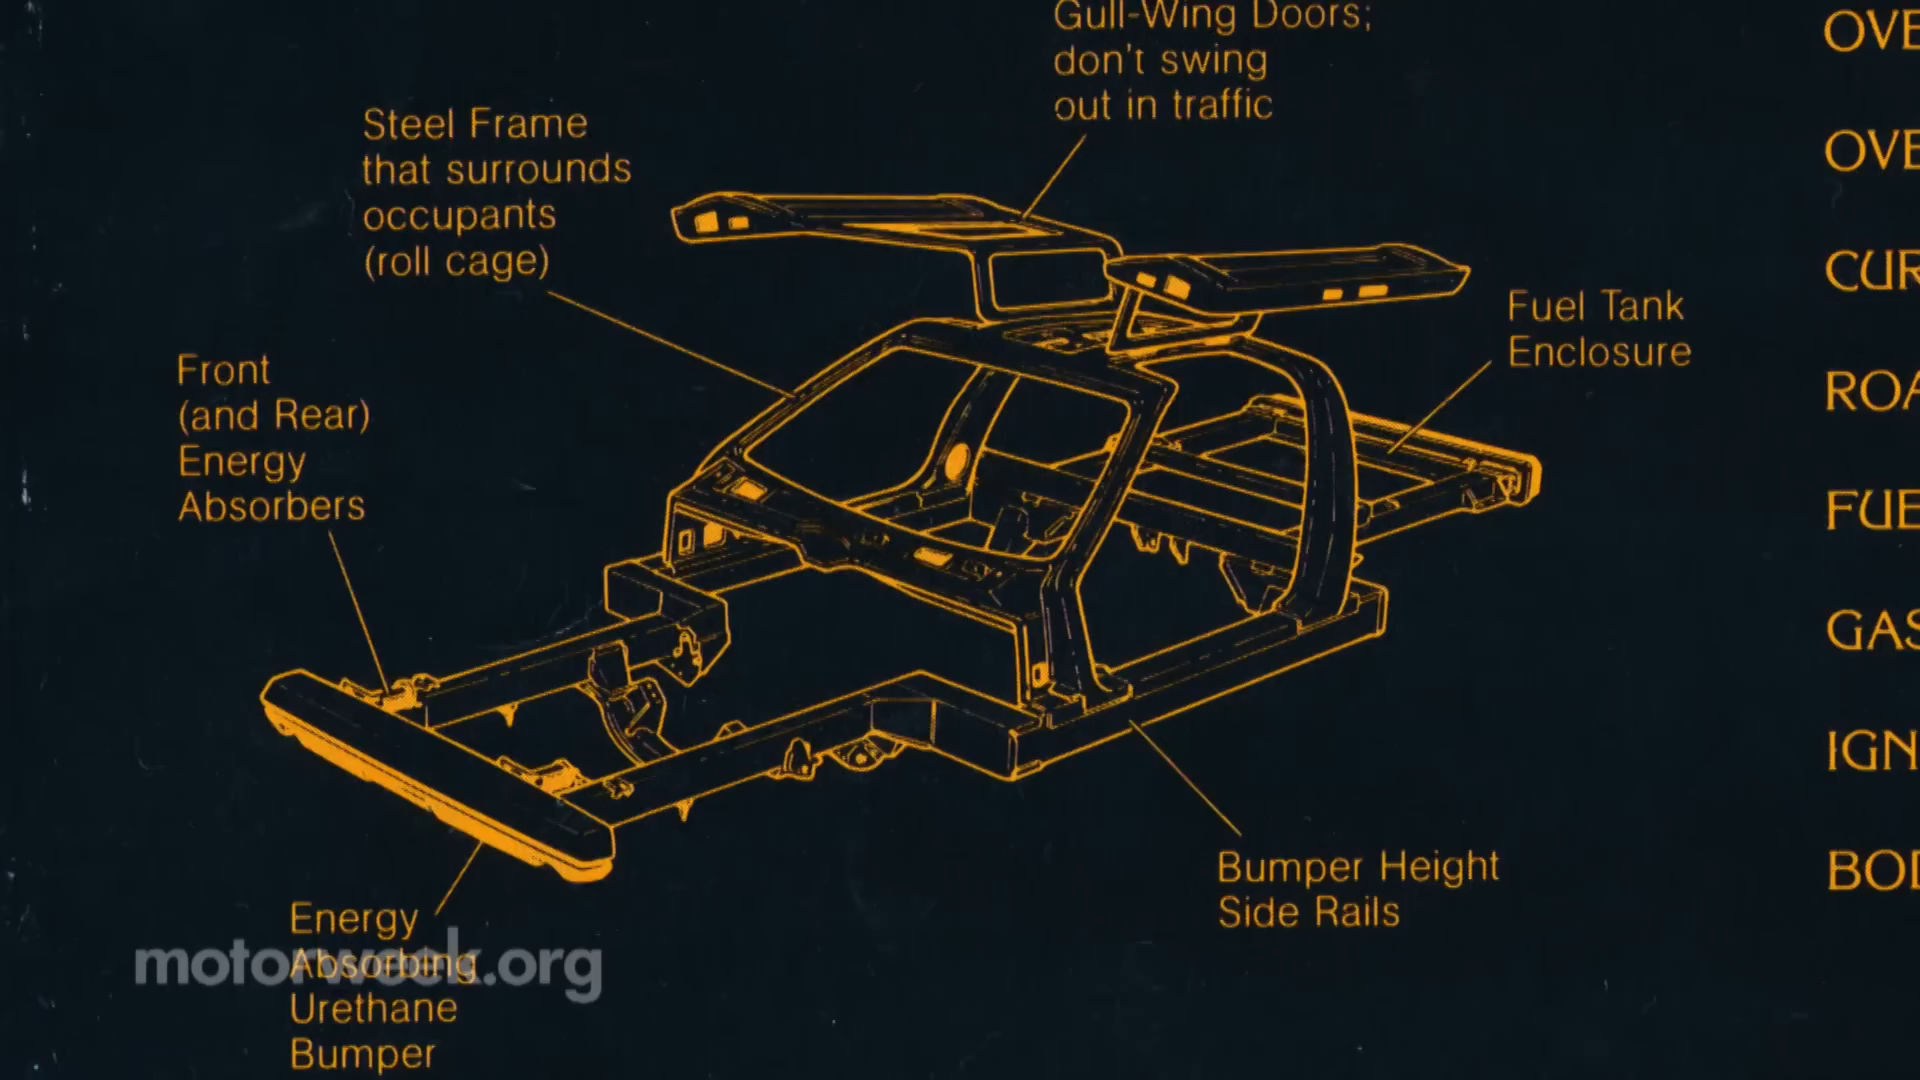 Gull-Wing Doors;
don't swing
out in traffic
Steel Frame
that surrounds
occupants
(roll cage)
Fuel Tank
Enclosure
Front
(and Rear)
Energy
Absorbers
Bumper Height
Side Rails
Energy
Absorbing
Urethane
Bumper
motorweek.org
OVE
OVE
CUR
ROA
FUE
GAS
IGN
BOD